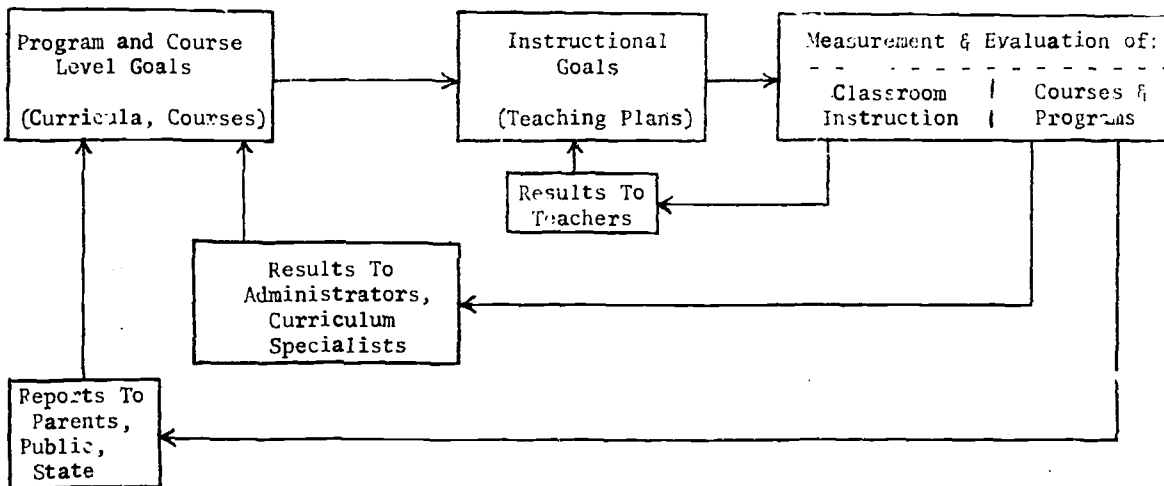 Program and Course
Level Goals
(Curricula, Courses)
Instructional
Goals
(Teaching Plans)
Measurement & Evaluation of:
Classroom
Instruction
Courses &
Programs
Results To
Teachers
Results To
Administrators,
Curriculum
Specialists
Reports To
Parents,
Public,
State